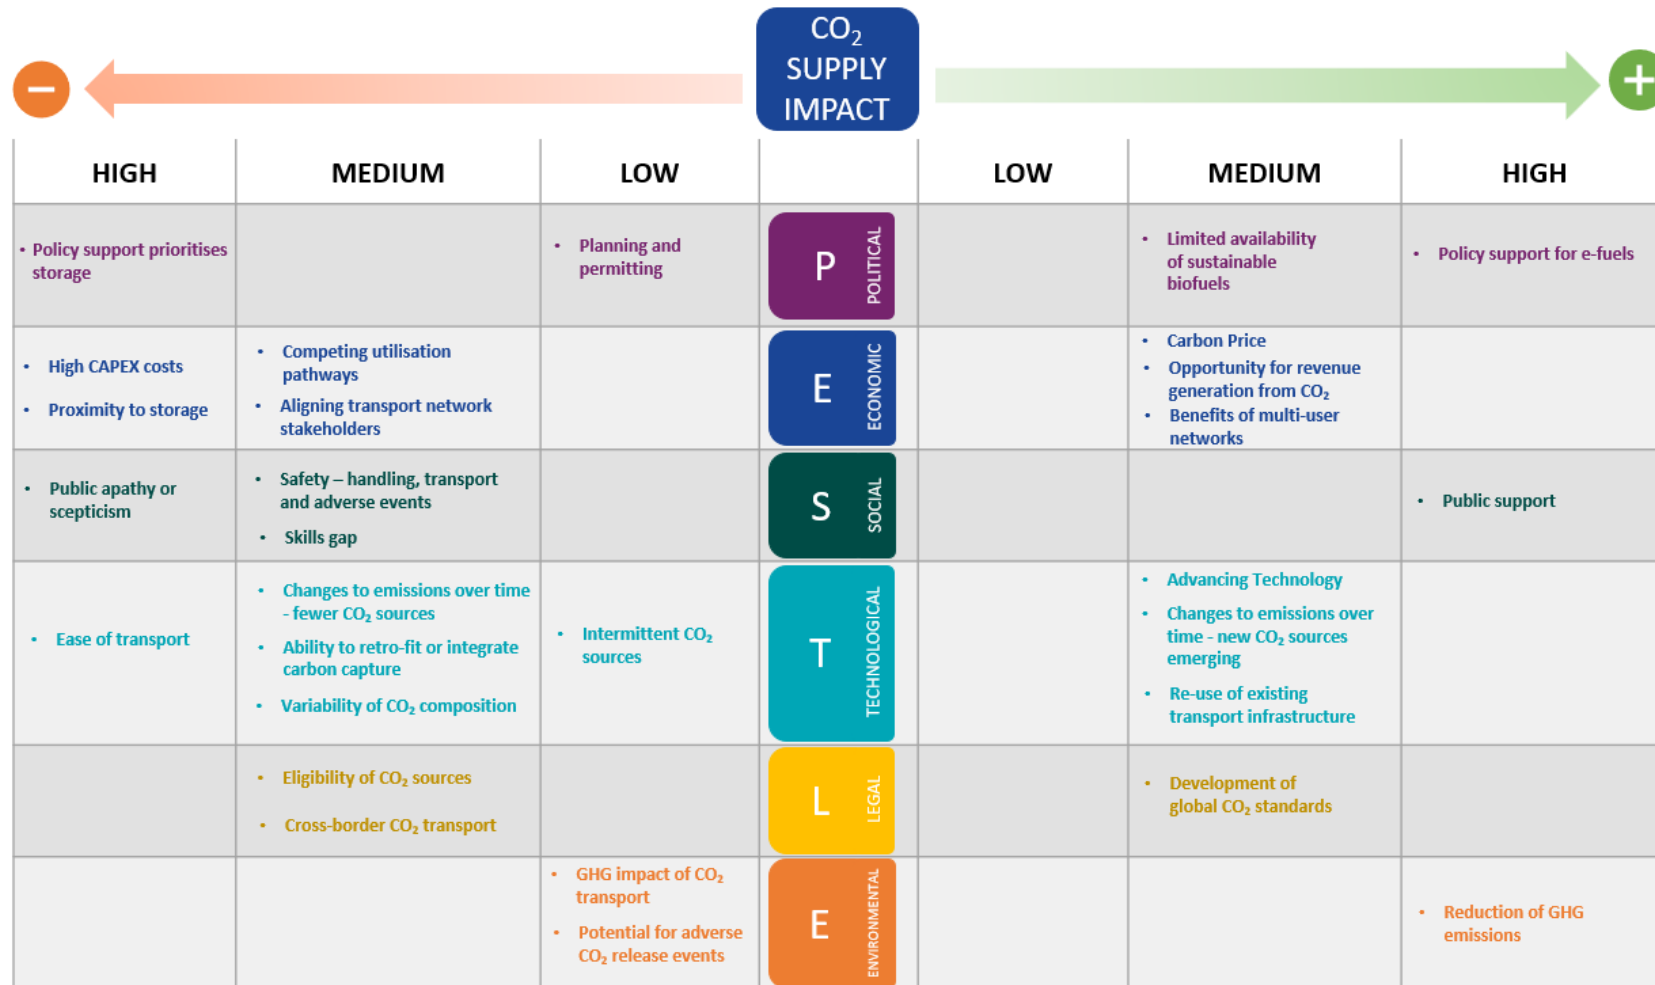 CO₂
SUPPLY
IMPACT
−
+
HIGH
MEDIUM
LOW
LOW
MEDIUM
HIGH
• Policy support prioritises
storage
• Planning and
permitting
P
POLITICAL
• Limited availability
of sustainable
biofuels
• Policy support for e-fuels
• High CAPEX costs
• Proximity to storage
• Competing utilisation
pathways
• Aligning transport network
stakeholders
E
ECONOMIC
• Carbon Price
• Opportunity for revenue
generation from CO₂
• Benefits of multi-user
networks
• Public apathy or
scepticism
• Safety – handling, transport
and adverse events
• Skills gap
S
SOCIAL
• Public support
• Ease of transport
• Changes to emissions over time
- fewer CO₂ sources
• Ability to retro-fit or integrate
carbon capture
• Variability of CO₂ composition
• Intermittent CO₂
sources
T
TECHNOLOGICAL
• Advancing Technology
• Changes to emissions over
time - new CO₂ sources
emerging
• Re-use of existing
transport infrastructure
• Eligibility of CO₂ sources
• Cross-border CO₂ transport
L
LEGAL
• Development of
global CO₂ standards
• GHG impact of CO₂
transport
• Potential for adverse
CO₂ release events
E
ENVIRONMENTAL
• Reduction of GHG
emissions